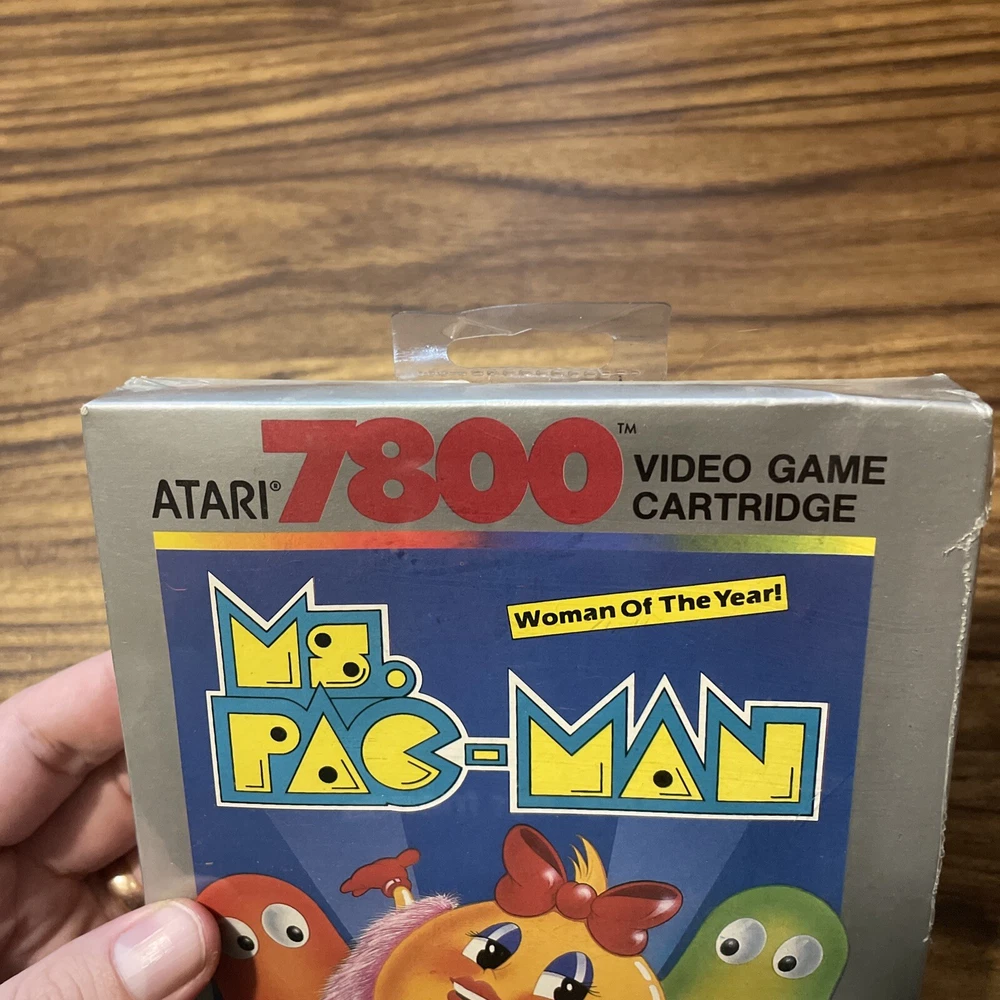 ATARI® 7800™ VIDEO GAME
CARTRIDGE
Woman Of The Year!
Ms.
PAC-MAN